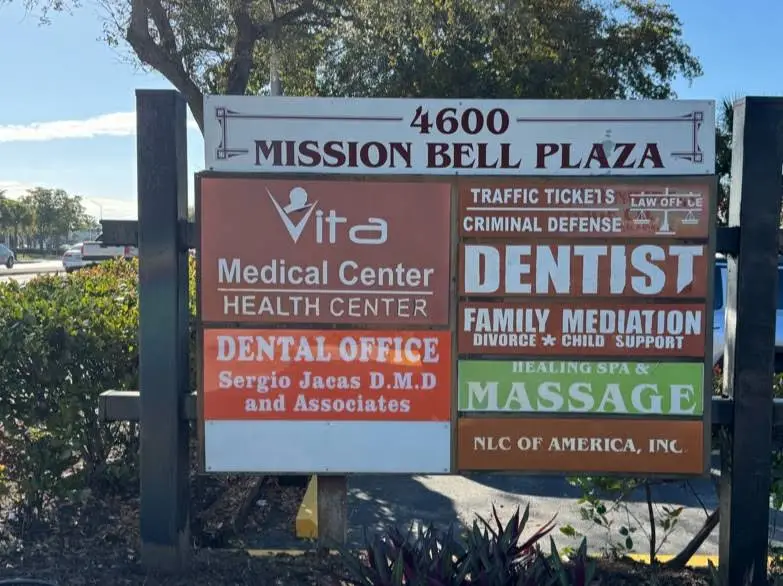 4600
MISSION BELL PLAZA
Vita
Medical Center
HEALTH CENTER
DENTAL OFFICE
Sergio Jacas D.M.D
and Associates
TRAFFIC TICKETS
CRIMINAL DEFENSE
LAW OFFICE
DENTIST
FAMILY MEDIATION
DIVORCE * CHILD SUPPORT
HEALING SPA &
MASSAGE
NLC OF AMERICA, INC.